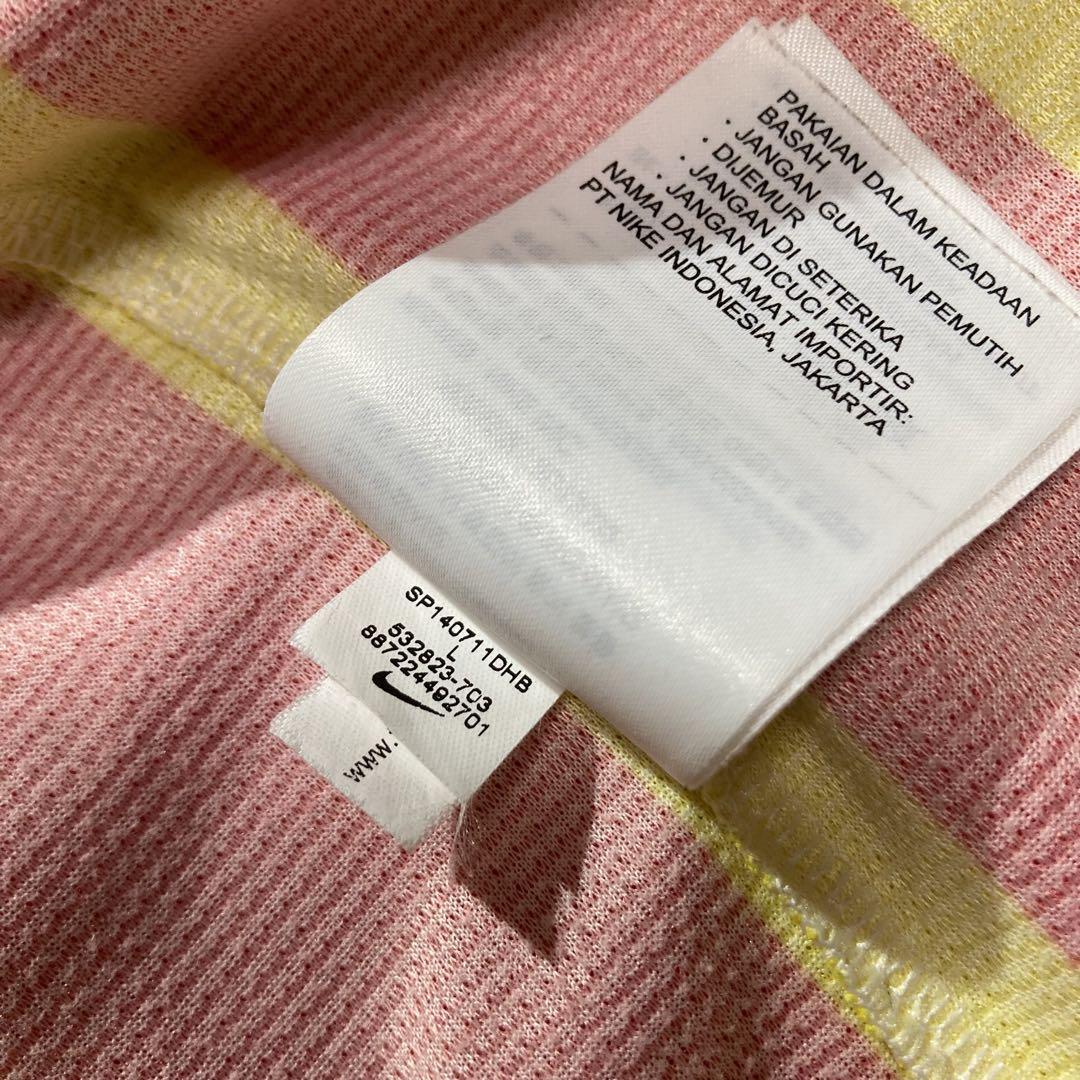 PAKAIAN DALAM KEADAAN
BASAH
. JANGAN GUNAKAN PEMUTIH
. DIJEMUR
. JANGAN DI SETERIKA
. JANGAN DICUCI KERING
NAMA DAN ALAMAT IMPORTIR:
PT NIKE INDONESIA, JAKARTA
SP140711DHB
L
532823-703
887224492701
www.